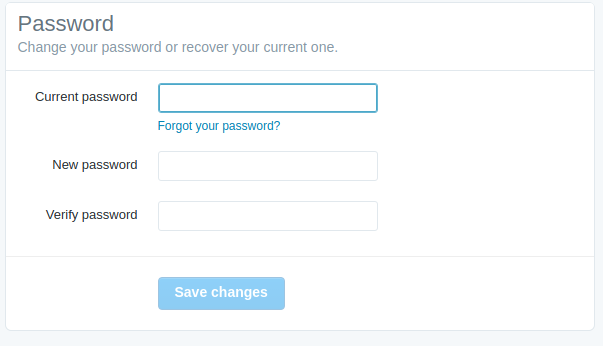 Password
Change your password or recover your current one.
Current password
Forgot your password?
New password
Verify password
Save changes